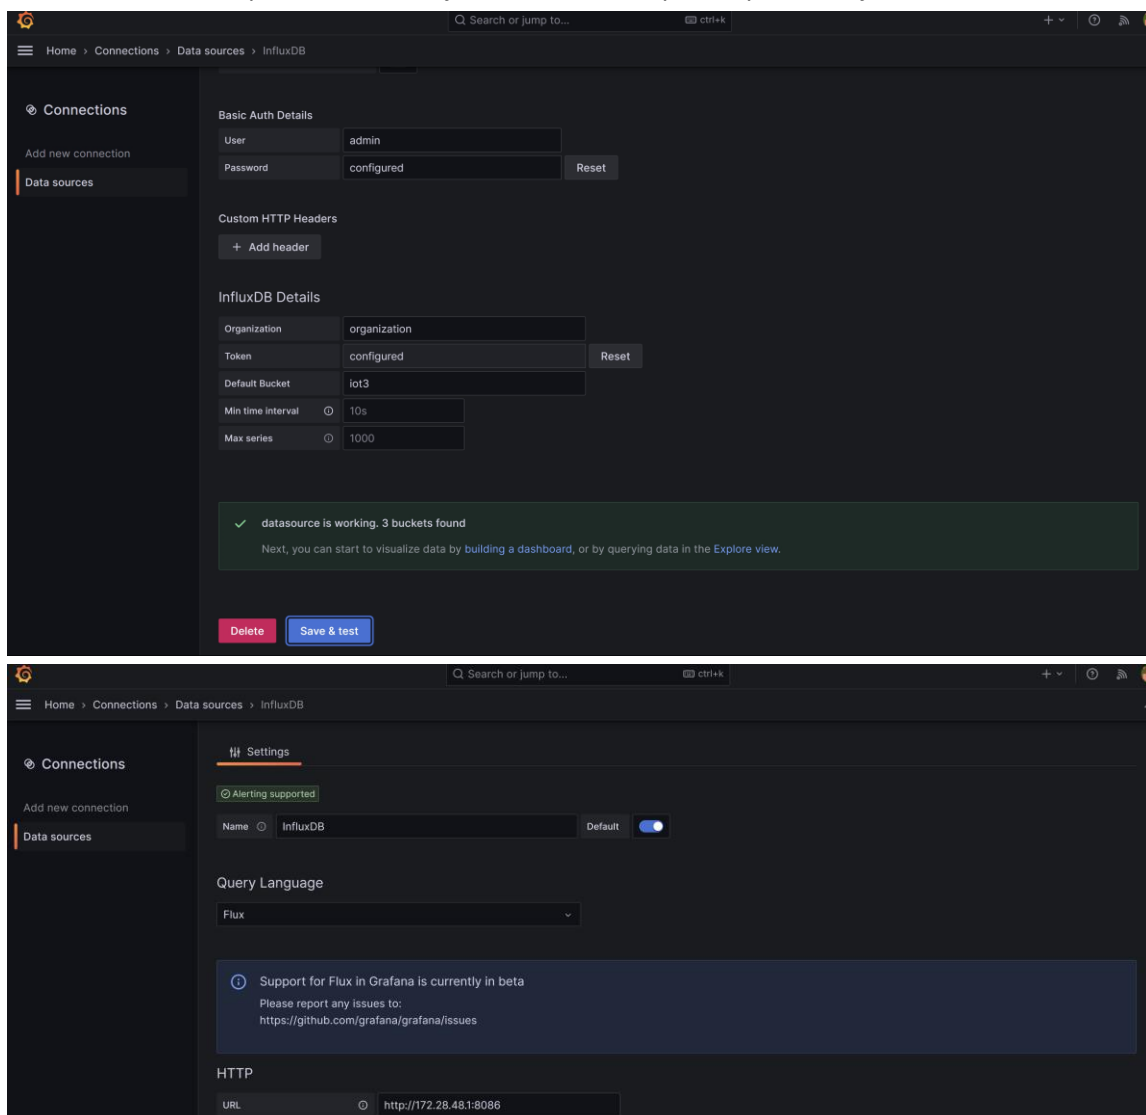 Search or jump to... ctrl+k
Home › Connections › Data sources › InfluxDB
Connections
Add new connection
Data sources
Basic Auth Details
User admin
Password configured Reset
Custom HTTP Headers
+ Add header
InfluxDB Details
Organization organization
Token configured Reset
Default Bucket iot3
Min time interval 10s
Max series 1000
datasource is working. 3 buckets found
Next, you can start to visualize data by building a dashboard, or by querying data in the Explore view.
Delete Save & test
Search or jump to... ctrl+k
Home › Connections › Data sources › InfluxDB
Connections
Add new connection
Data sources
Settings
Alerting supported
Name InfluxDB Default
Query Language
Flux
Support for Flux in Grafana is currently in beta
Please report any issues to:
https://github.com/grafana/grafana/issues
HTTP
URL http://172.28.48.1:8086